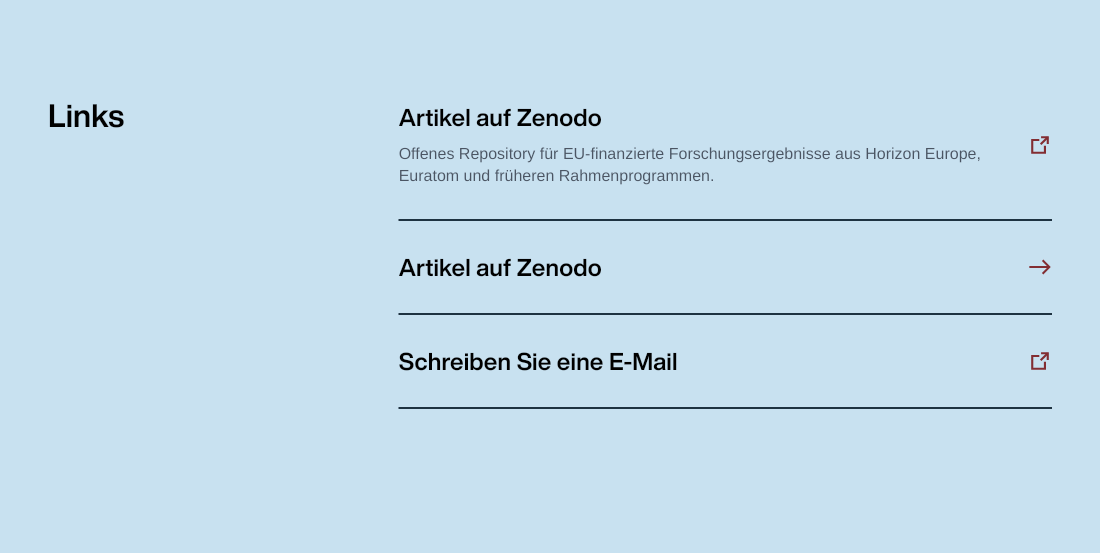 Links
Artikel auf Zenodo
Offenes Repository für EU-finanzierte Forschungsergebnisse aus Horizon Europe,
Euratom und früheren Rahmenprogrammen.
Artikel auf Zenodo
Schreiben Sie eine E-Mail